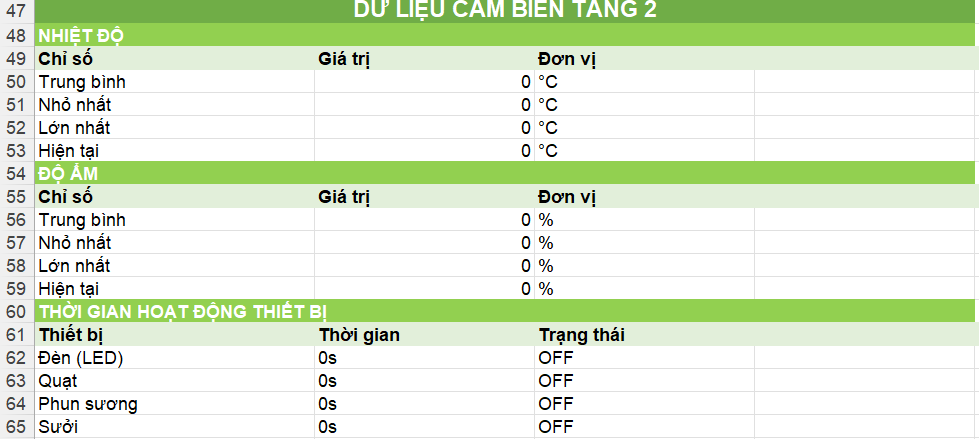 47 DỮ LIỆU CẢM BIẾN TẦNG 2
48 NHIỆT ĐỘ
49 Chỉ số Giá trị Đơn vị
50 Trung bình 0 °C
51 Nhỏ nhất 0 °C
52 Lớn nhất 0 °C
53 Hiện tại 0 °C
54 ĐỘ ẨM
55 Chỉ số Giá trị Đơn vị
56 Trung bình 0 %
57 Nhỏ nhất 0 %
58 Lớn nhất 0 %
59 Hiện tại 0 %
60 THỜI GIAN HOẠT ĐỘNG THIẾT BỊ
61 Thiết bị Thời gian Trạng thái
62 Đèn (LED) 0s OFF
63 Quạt 0s OFF
64 Phun sương 0s OFF
65 Sưởi 0s OFF